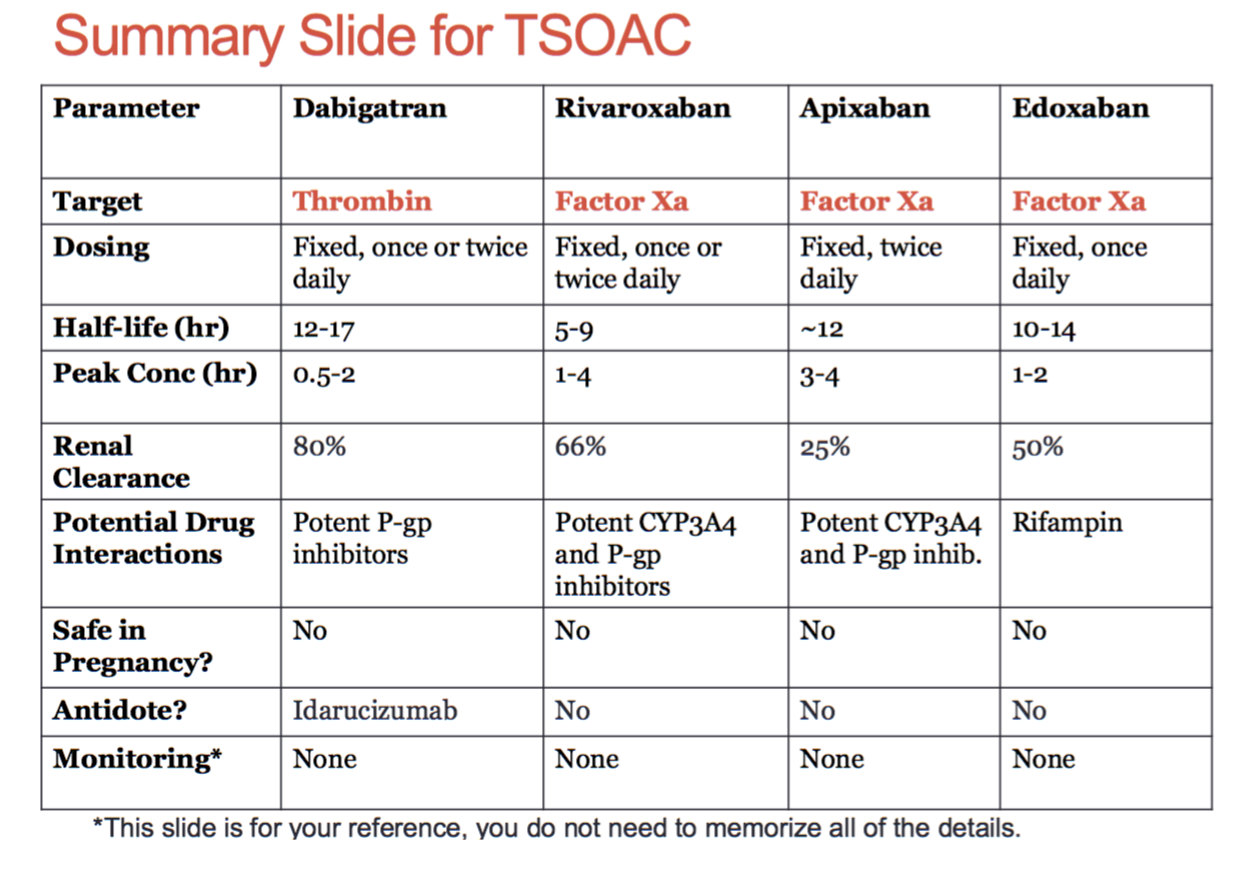 Summary Slide for TSOAC
Parameter Dabigatran Rivaroxaban Apixaban Edoxaban
Target Thrombin Factor Xa Factor Xa Factor Xa
Dosing Fixed, once or twice Fixed, once or Fixed, twice Fixed, once
daily twice daily daily daily
Half-life (hr) 12-17 5-9 ~12 10-14
Peak Conc (hr) 0.5-2 1-4 3-4 1-2
Renal 80% 66% 25% 50%
Clearance
Potential Drug Potent P-gp Potent CYP3A4 Potent CYP3A4 Rifampin
Interactions inhibitors and P-gp and P-gp inhib.
inhibitors
Safe in No No No No
Pregnancy?
Antidote? Idarucizumab No No No
Monitoring* None None None None
*This slide is for your reference, you do not need to memorize all of the details.